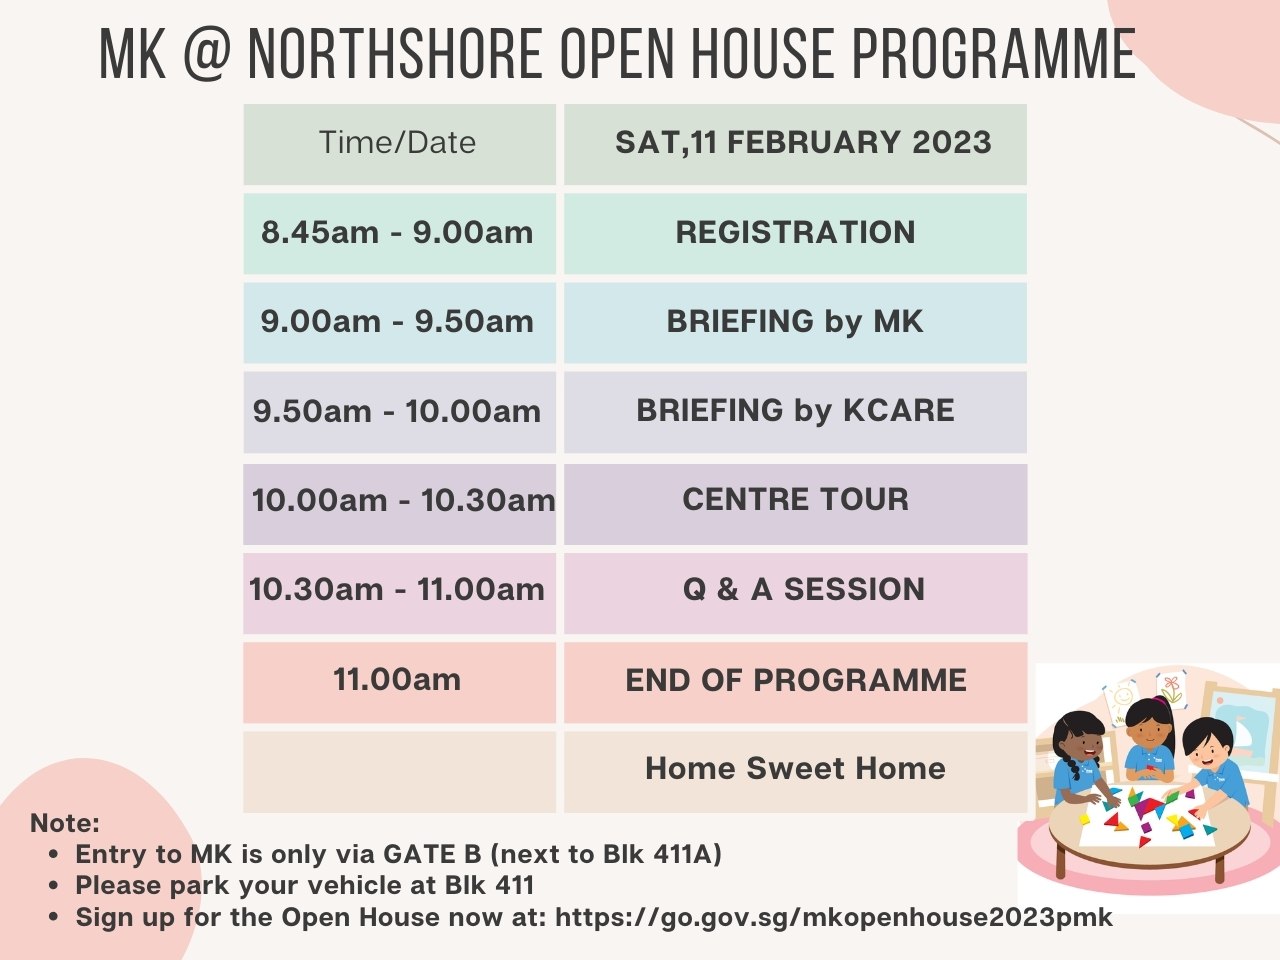 MK @ NORTHSHORE OPEN HOUSE PROGRAMME
Time/Date SAT,11 FEBRUARY 2023
8.45am - 9.00am REGISTRATION
9.00am - 9.50am BRIEFING by MK
9.50am - 10.00am BRIEFING by KCARE
10.00am - 10.30am CENTRE TOUR
10.30am - 11.00am Q & A SESSION
11.00am END OF PROGRAMME
Home Sweet Home
Note:
• Entry to MK is only via GATE B (next to Blk 411A)
• Please park your vehicle at Blk 411
• Sign up for the Open House now at: https://go.gov.sg/mkopenhouse2023pmk